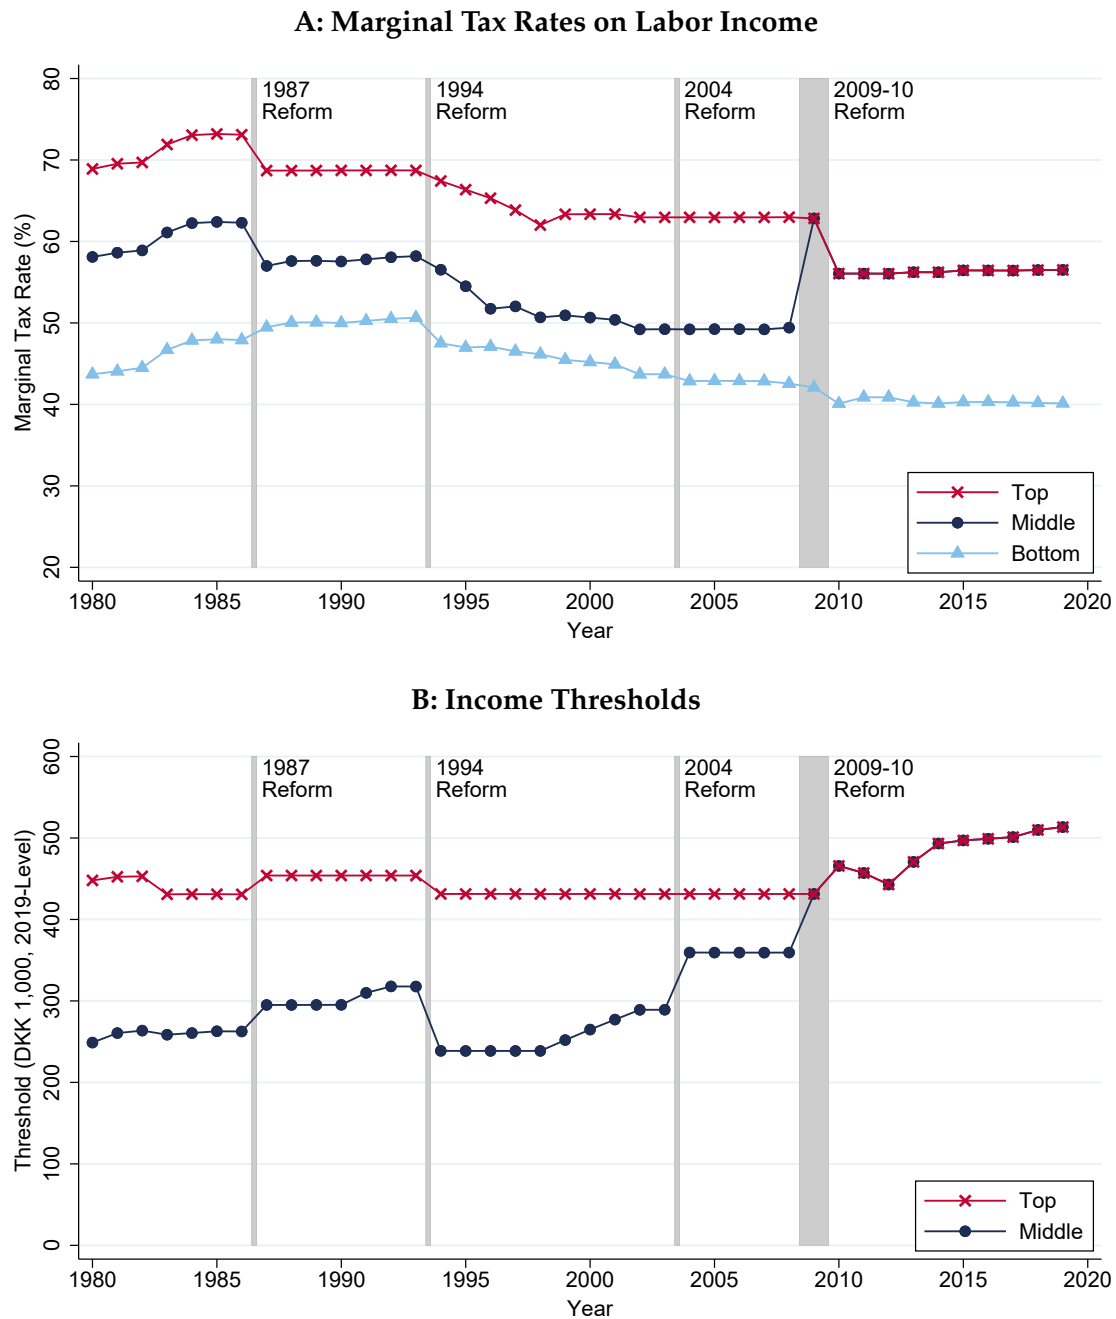 A: Marginal Tax Rates on Labor Income
Marginal Tax Rate (%)
80
70
60
50
40
30
20
1987
Reform
1994
Reform
2004
Reform
2009-10
Reform
Top
Middle
Bottom
1980 1985 1990 1995 2000 2005 2010 2015 2020
Year
B: Income Thresholds
Threshold (DKK 1,000, 2019-Level)
600
500
400
300
200
100
0
1987
Reform
1994
Reform
2004
Reform
2009-10
Reform
Top
Middle
1980 1985 1990 1995 2000 2005 2010 2015 2020
Year